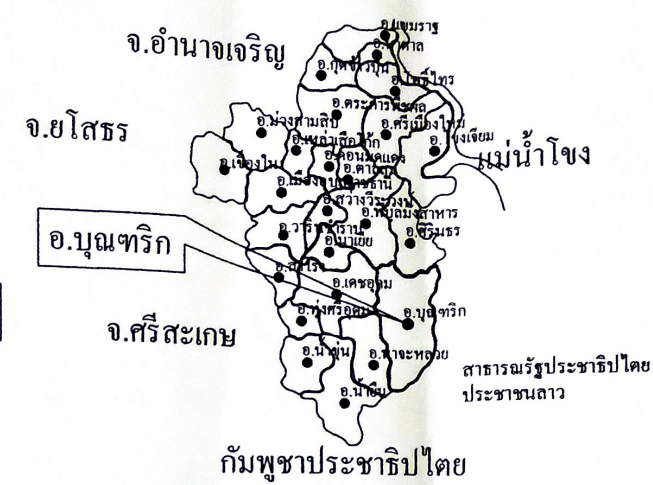 อ.เขมราฐ
อ.นาตาล
จ.อำนาจเจริญ
อ.กุดข้าวปุ้น
อ.โพธิ์ไทร
อ.ตระการพืชผล
จ.ยโสธร
อ.ม่วงสามสิบ
อ.ศรีเมืองใหม่
อ.เหล่าเสือโก้ก
อ.โขงเจียม
แม่น้ำโขง
อ.เขื่องใน
อ.ดอนมดแดง
อ.ตาลสุม
อ.เมืองอุบลราชธานี
อ.สว่างวีระวงศ์
อ.พิบูลมังสาหาร
อ.บุณฑริก
อ.วารินชำราบ
อ.สิรินธร
อ.นาเยีย
อ.สำโรง
อ.เดชอุดม
อ.ทุ่งศรีอุดม
อ.บุณฑริก
จ.ศรีสะเกษ
อ.น้ำขุ่น
อ.นาจะหลวย
สาธารณรัฐประชาธิปไตย
ประชาชนลาว
อ.น้ำยืน
กัมพูชาประชาธิปไตย